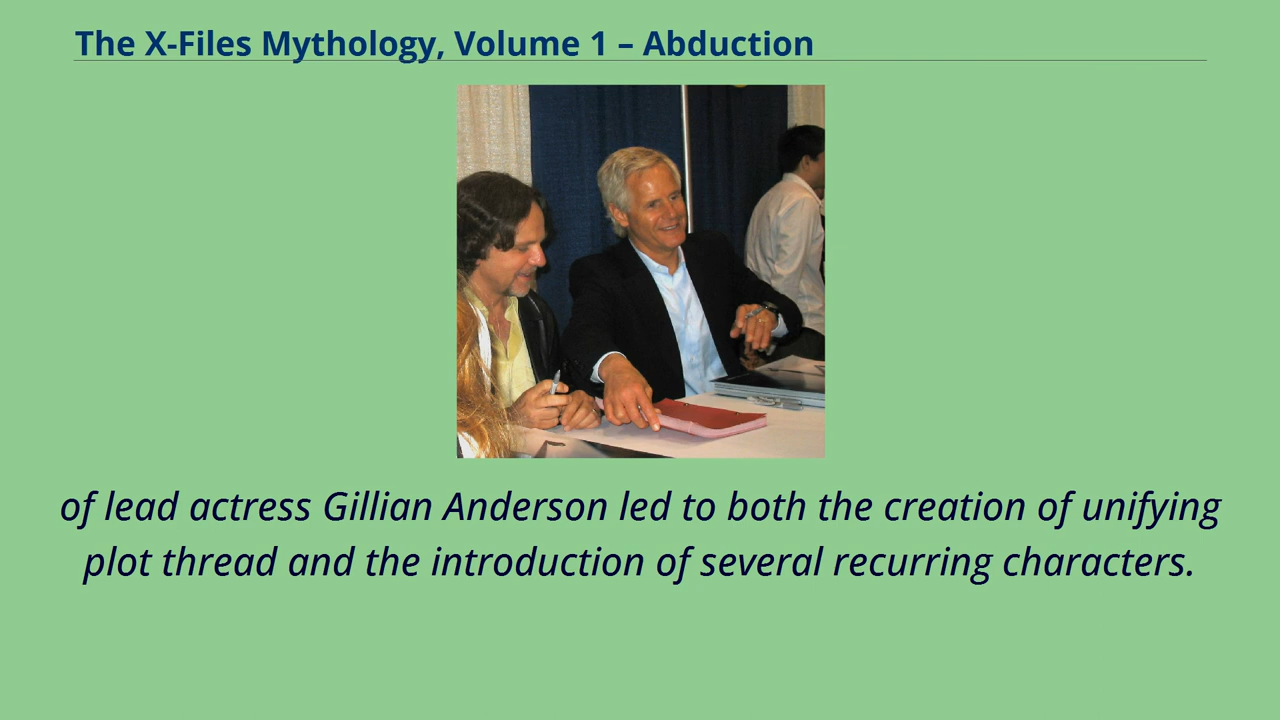 The X-Files Mythology, Volume 1 – Abduction
of lead actress Gillian Anderson led to both the creation of unifying
plot thread and the introduction of several recurring characters.